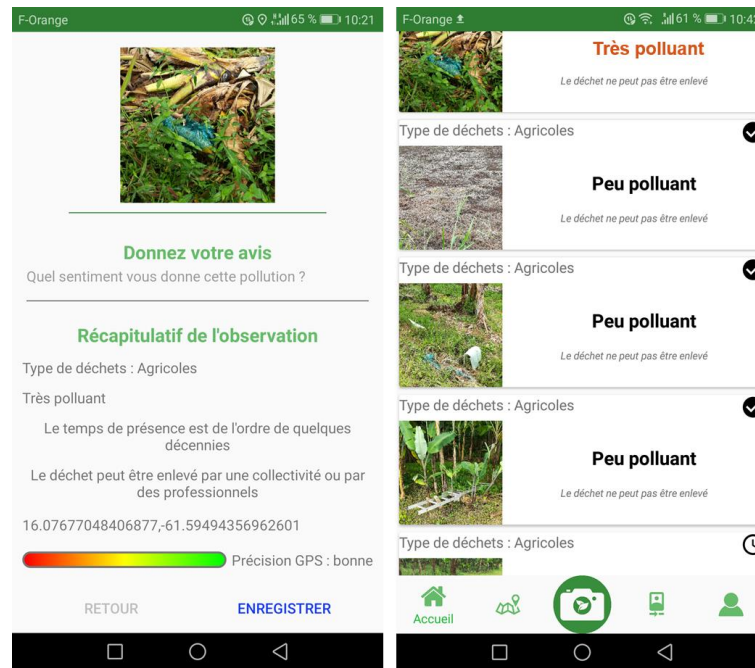 F-Orange
65 %
10:21
Donnez votre avis
Quel sentiment vous donne cette pollution ?
Récapitulatif de l'observation
Type de déchets : Agricoles
Très polluant
Le temps de présence est de l'ordre de quelques
décennies
Le déchet peut être enlevé par une collectivité ou par
des professionnels
16.07677048406877,-61.59494356962601
Précision GPS : bonne
RETOUR
ENREGISTRER
F-Orange
61 %
Très polluant
Le déchet ne peut pas être enlevé
Type de déchets : Agricoles
Peu polluant
Le déchet ne peut pas être enlevé
Type de déchets : Agricoles
Peu polluant
Le déchet ne peut pas être enlevé
Type de déchets : Agricoles
Peu polluant
Le déchet ne peut pas être enlevé
Type de déchets : Agricoles
Accueil